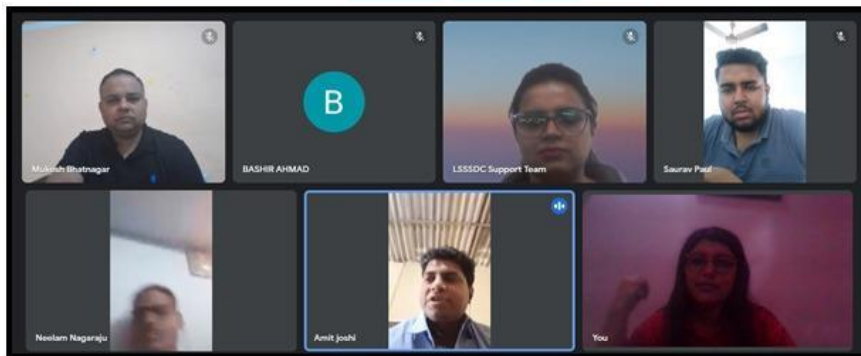 Mukesh Bhatnagar
B
BASHIR AHMAD
LSSSDC Support Team
Saurav Paul
Neelam Nagaraju
Amit joshi
You